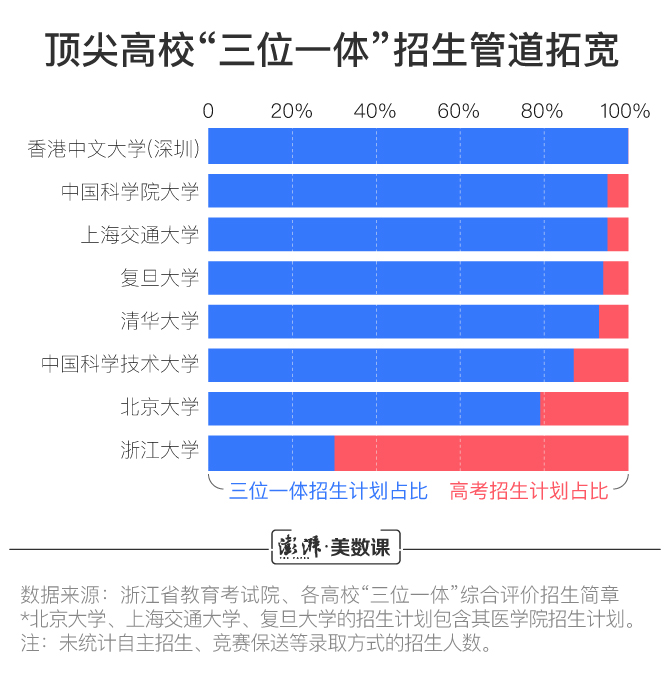 顶尖高校“三位一体”招生管道拓宽
0 20% 40% 60% 80% 100%
香港中文大学(深圳)
中国科学院大学
上海交通大学
复旦大学
清华大学
中国科学技术大学
北京大学
浙江大学
三位一体招生计划占比 高考招生计划占比
澎湃·美数课
数据来源：浙江省教育考试院、各高校“三位一体”综合评价招生简章
*北京大学、上海交通大学、复旦大学的招生计划包含其医学院招生计划。
注：未统计自主招生、竞赛保送等录取方式的招生人数。